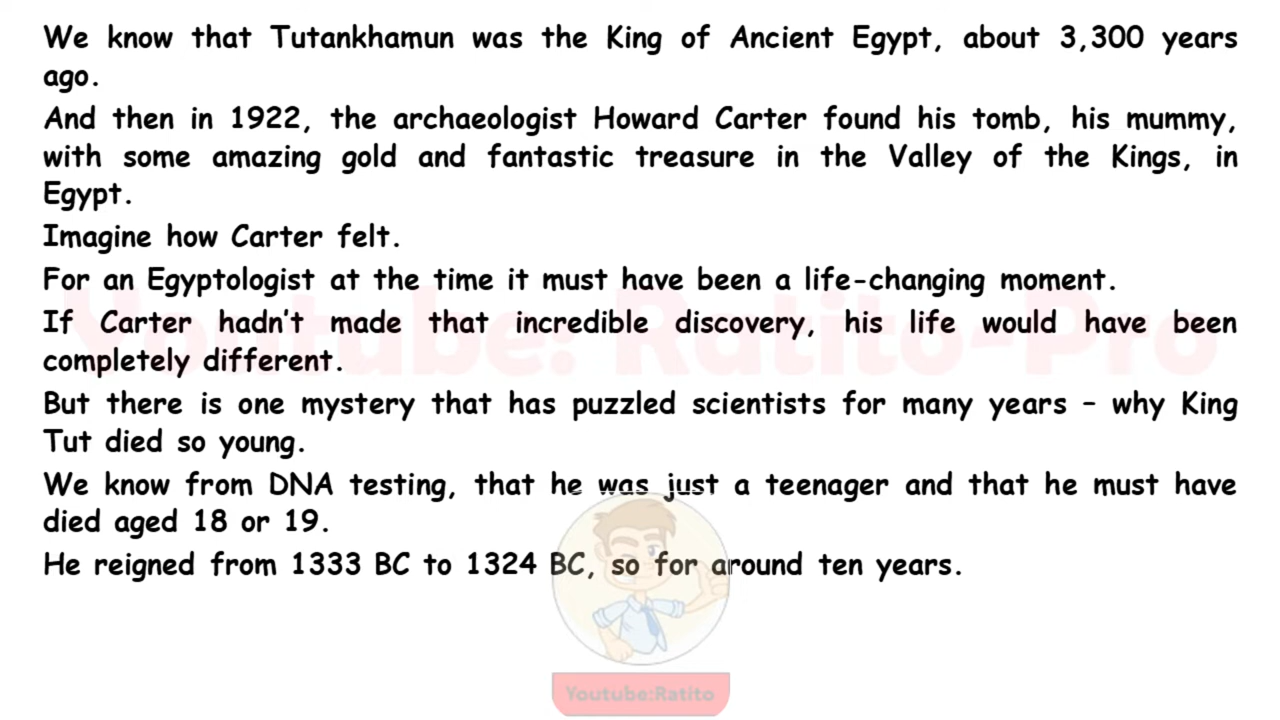 We know that Tutankhamun was the King of Ancient Egypt, about 3,300 years
ago.
And then in 1922, the archaeologist Howard Carter found his tomb, his mummy,
with some amazing gold and fantastic treasure in the Valley of the Kings, in
Egypt.
Imagine how Carter felt.
For an Egyptologist at the time it must have been a life-changing moment.
Youtube: Ratito-Pro
If Carter hadn't made that incredible discovery, his life would have been
completely different.
But there is one mystery that has puzzled scientists for many years – why King
Tut died so young.
We know from DNA testing, that he was just a teenager and that he must have
died aged 18 or 19.
He reigned from 1333 BC to 1324 BC, so for around ten years.
Youtube:Ratito